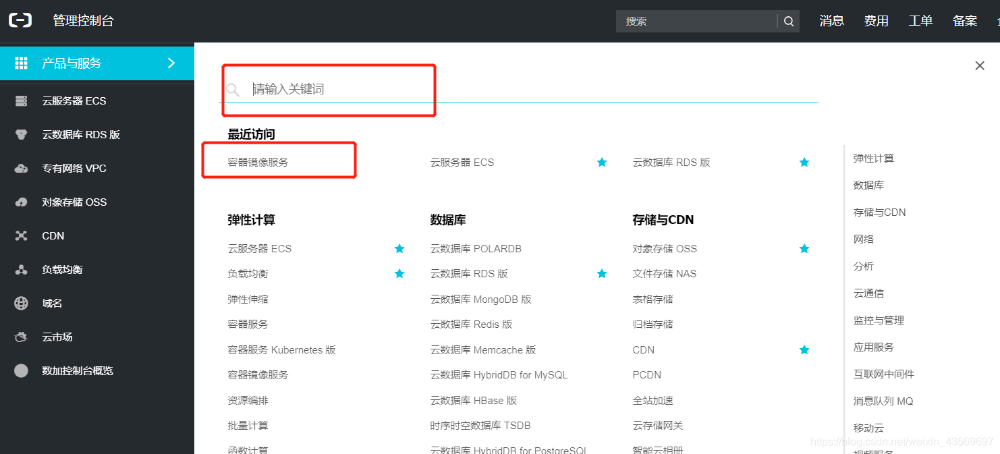 管理控制台
搜索
消息 费用 工单 备案
产品与服务
云服务器 ECS
云数据库 RDS 版
专有网络 VPC
对象存储 OSS
CDN
负载均衡
域名
云市场
数加控制台概览
请输入关键词
最近访问
容器镜像服务 云服务器 ECS 云数据库 RDS 版
弹性计算
云服务器 ECS
负载均衡
弹性伸缩
容器服务
容器服务 Kubernetes 版
容器镜像服务
资源编排
批量计算
函数计算
数据库
云数据库 POLARDB
云数据库 RDS 版
云数据库 MongoDB 版
云数据库 Redis 版
云数据库 Memcache 版
云数据库 HybridDB for MySQL
云数据库 HBase 版
时序时空数据库 TSDB
云数据库 HybridDB for PostgreSQL
存储与CDN
对象存储 OSS
文件存储 NAS
表格存储
归档存储
CDN
PCDN
全站加速
云存储网关
智能云相册
弹性计算
数据库
存储与CDN
网络
分析
云通信
监控与管理
应用服务
互联网中间件
消息队列 MQ
移动云
视频服务
https://blog.csdn.net/weixin_43569697